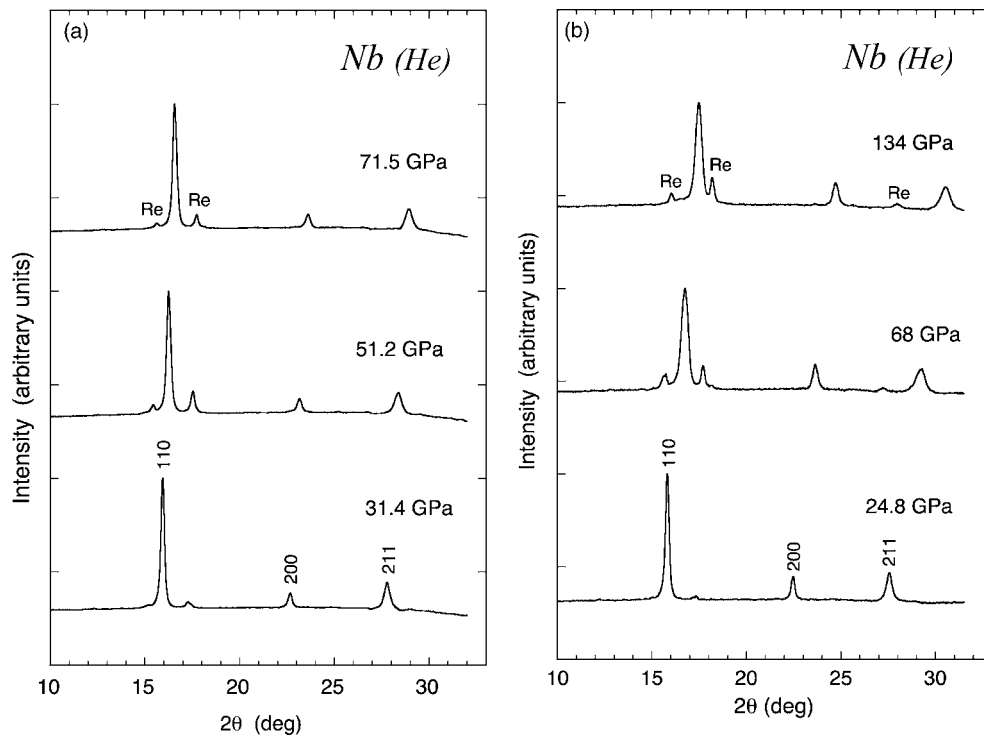 (a)
Nb (He)
71.5 GPa
Re
Re
51.2 GPa
110
31.4 GPa
200
211
Intensity (arbitrary units)
10 15 20 25 30
2θ (deg)
(b)
Nb (He)
134 GPa
Re
Re
Re
68 GPa
110
24.8 GPa
200
211
Intensity (arbitrary units)
10 15 20 25 30
2θ (deg)